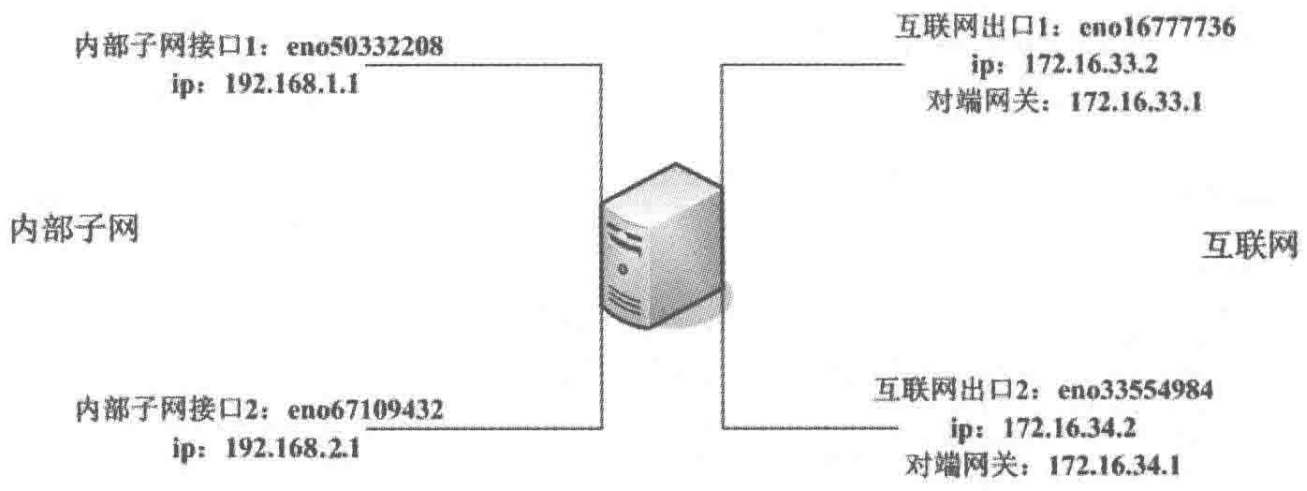 内部子网接口1：eno50332208
ip：192.168.1.1
互联网出口1：eno16777736
ip：172.16.33.2
对端网关：172.16.33.1
内部子网
互联网
内部子网接口2：eno67109432
ip：192.168.2.1
互联网出口2：eno33554984
ip：172.16.34.2
对端网关：172.16.34.1